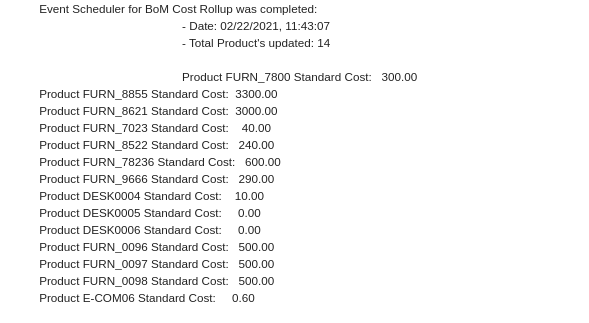 Event Scheduler for BoM Cost Rollup was completed:
- Date: 02/22/2021, 11:43:07
- Total Product's updated: 14
Product FURN_7800 Standard Cost: 300.00
Product FURN_8855 Standard Cost: 3300.00
Product FURN_8621 Standard Cost: 3000.00
Product FURN_7023 Standard Cost: 40.00
Product FURN_8522 Standard Cost: 240.00
Product FURN_78236 Standard Cost: 600.00
Product FURN_9666 Standard Cost: 290.00
Product DESK0004 Standard Cost: 10.00
Product DESK0005 Standard Cost: 0.00
Product DESK0006 Standard Cost: 0.00
Product FURN_0096 Standard Cost: 500.00
Product FURN_0097 Standard Cost: 500.00
Product FURN_0098 Standard Cost: 500.00
Product E-COM06 Standard Cost: 0.60